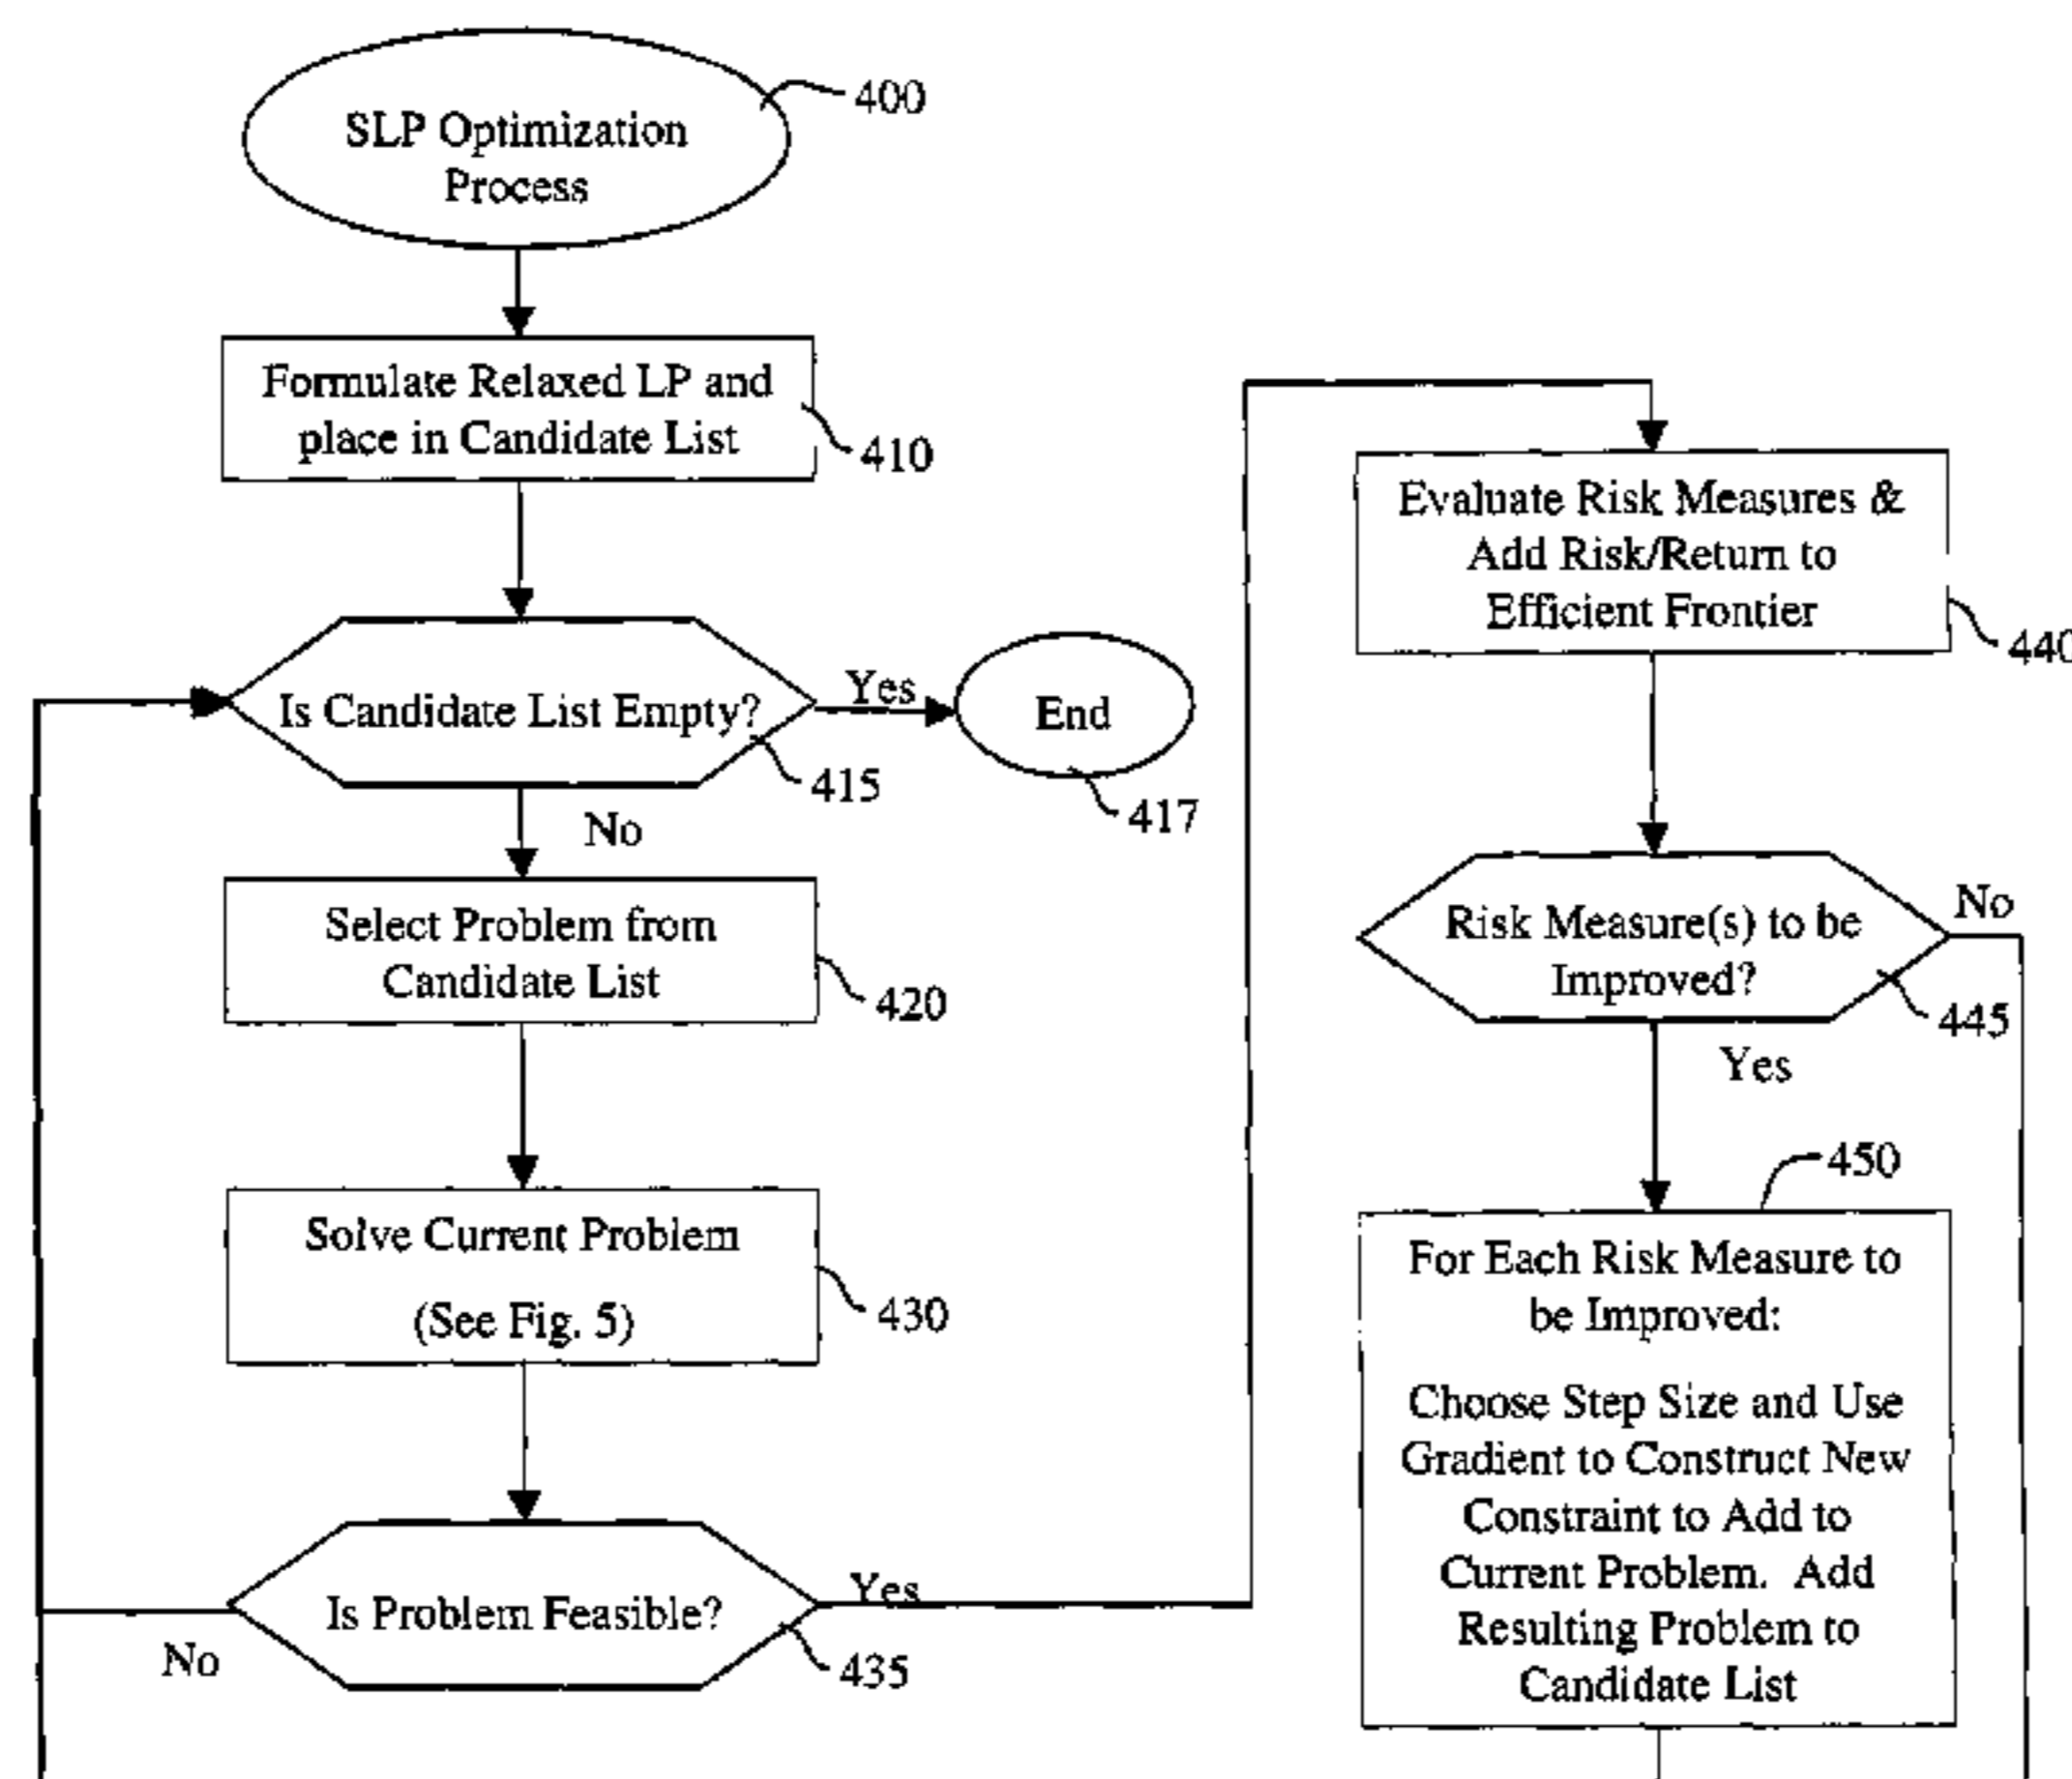 SLP Optimization
Process
400
Formulate Relaxed LP and
place in Candidate List
410
Is Candidate List Empty?
415
Yes
End
417
No
Select Problem from
Candidate List
420
Solve Current Problem
(See Fig. 5)
430
Is Problem Feasible?
435
No
Yes
Evaluate Risk Measures &
Add Risk/Return to
Efficient Frontier
440
Risk Measure(s) to be
Improved?
445
No
Yes
450
For Each Risk Measure to
be Improved:
Choose Step Size and Use
Gradient to Construct New
Constraint to Add to
Current Problem. Add
Resulting Problem to
Candidate List